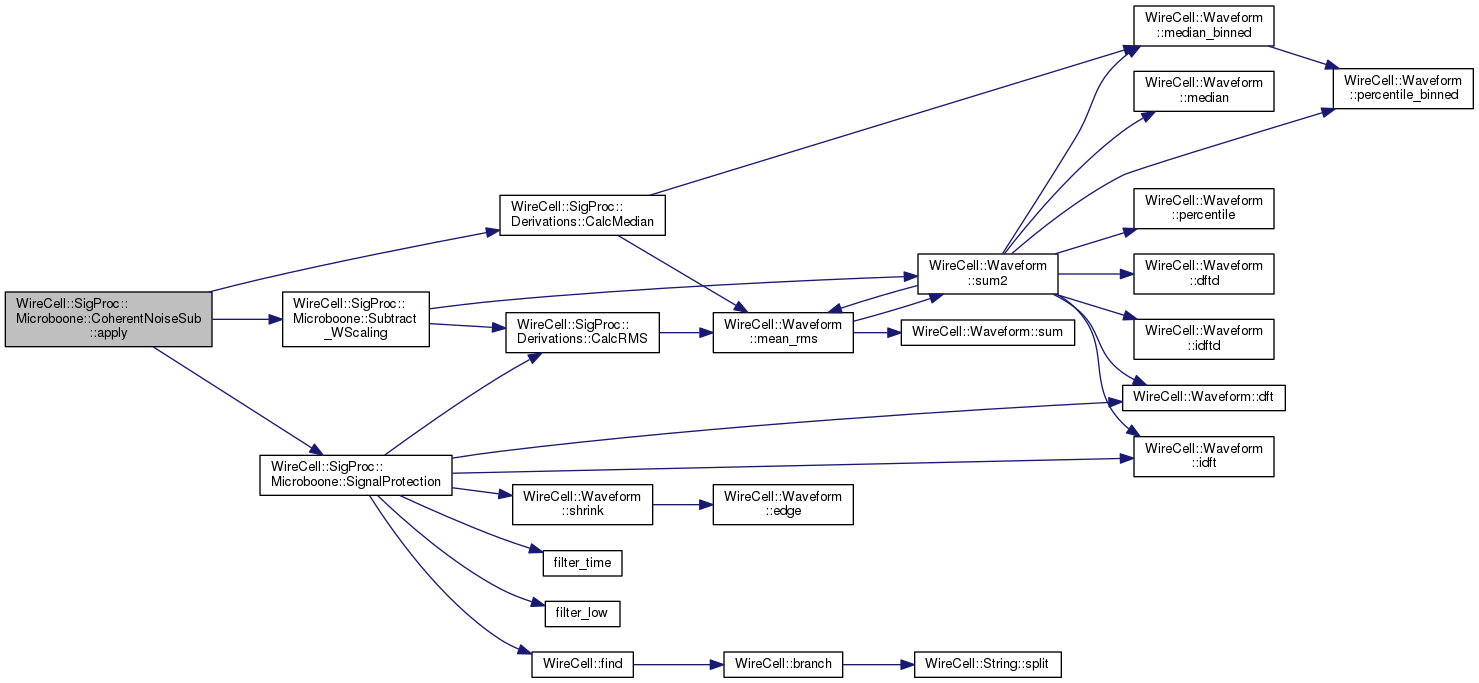 WireCell::SigProc::
Microboone::CoherentNoiseSub
::apply
WireCell::SigProc::
Microboone::Subtract
_WScaling
WireCell::SigProc::
Microboone::SignalProtection
WireCell::SigProc::
Derivations::CalcMedian
WireCell::SigProc::
Derivations::CalcRMS
WireCell::Waveform
::shrink
filter_time
filter_low
WireCell::find
WireCell::Waveform
::mean_rms
WireCell::Waveform
::edge
WireCell::branch
WireCell::Waveform
::sum2
WireCell::Waveform::sum
WireCell::String::split
WireCell::Waveform
::median_binned
WireCell::Waveform
::median
WireCell::Waveform
::percentile
WireCell::Waveform
::dftd
WireCell::Waveform
::idftd
WireCell::Waveform::dft
WireCell::Waveform
::idft
WireCell::Waveform
::percentile_binned